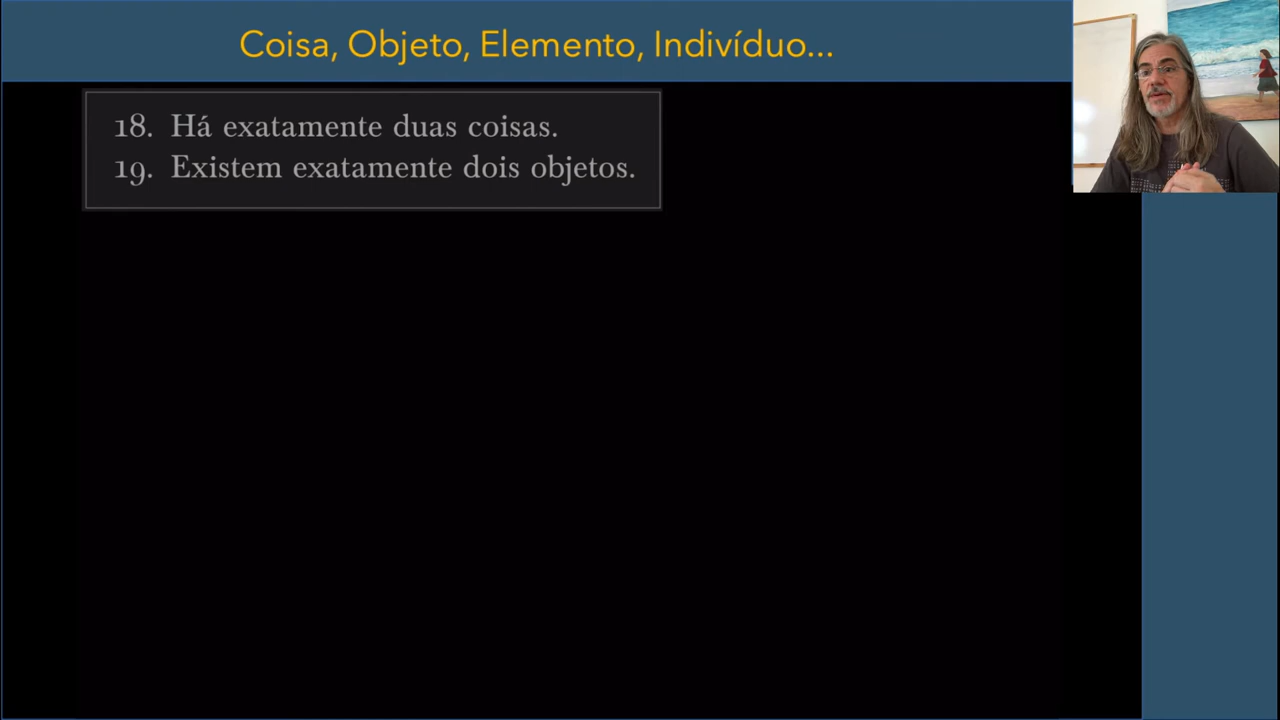 Coisa, Objeto, Elemento, Indivíduo...
18. Há exatamente duas coisas.
19. Existem exatamente dois objetos.